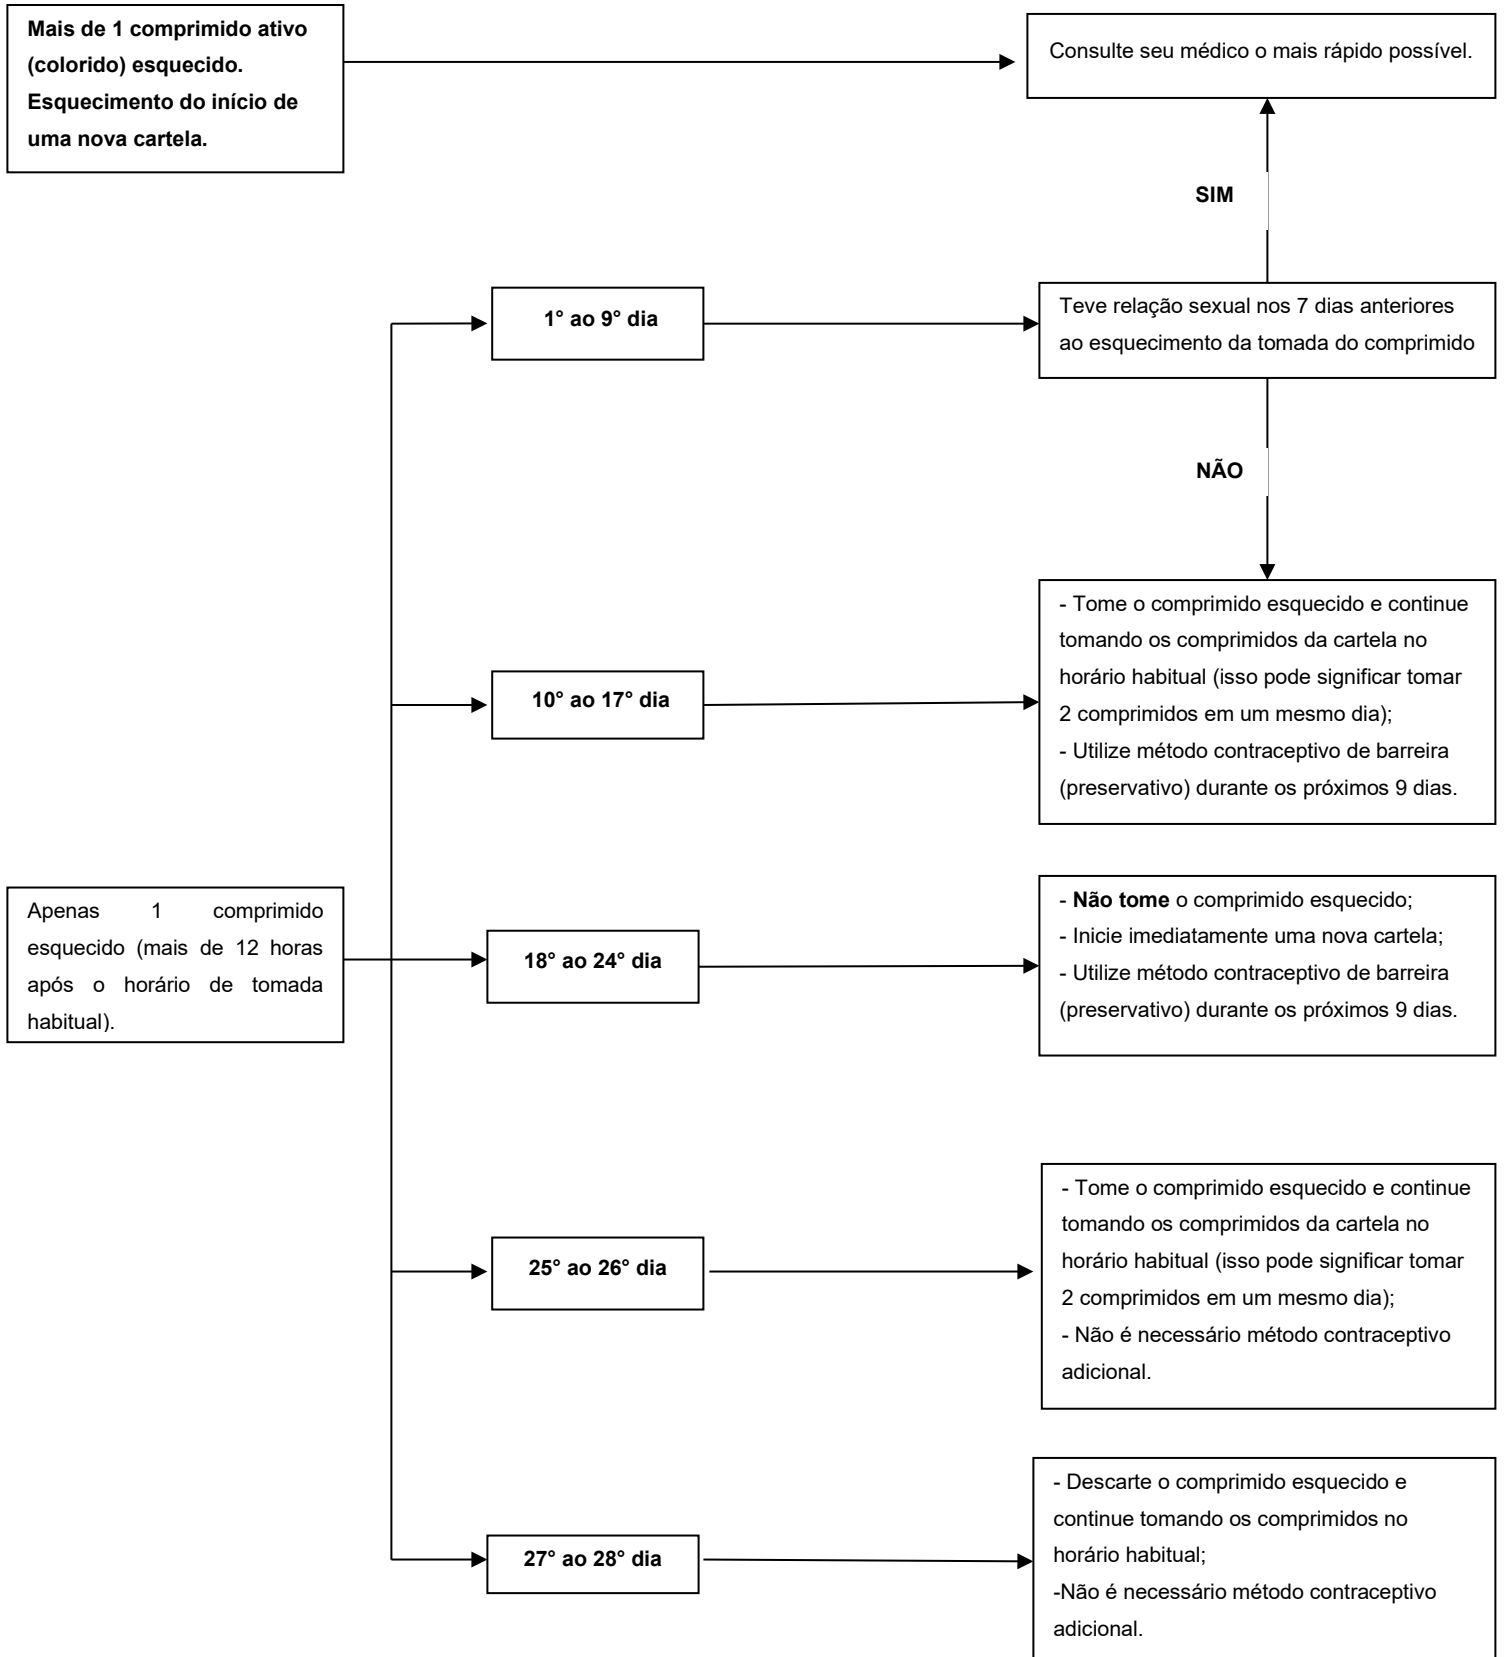 Mais de 1 comprimido ativo
(colorido) esquecido.
Esquecimento do início de
uma nova cartela.
Consulte seu médico o mais rápido possível.
SIM
1° ao 9° dia
Teve relação sexual nos 7 dias anteriores
ao esquecimento da tomada do comprimido
NÃO
10° ao 17° dia
- Tome o comprimido esquecido e continue
tomando os comprimidos da cartela no
horário habitual (isso pode significar tomar
2 comprimidos em um mesmo dia);
- Utilize método contraceptivo de barreira
(preservativo) durante os próximos 9 dias.
Apenas 1 comprimido
esquecido (mais de 12 horas
após o horário de tomada
habitual).
18° ao 24° dia
- Não tome o comprimido esquecido;
- Inicie imediatamente uma nova cartela;
- Utilize método contraceptivo de barreira
(preservativo) durante os próximos 9 dias.
25° ao 26° dia
- Tome o comprimido esquecido e continue
tomando os comprimidos da cartela no
horário habitual (isso pode significar tomar
2 comprimidos em um mesmo dia);
- Não é necessário método contraceptivo
adicional.
27° ao 28° dia
- Descarte o comprimido esquecido e
continue tomando os comprimidos no
horário habitual;
-Não é necessário método contraceptivo
adicional.